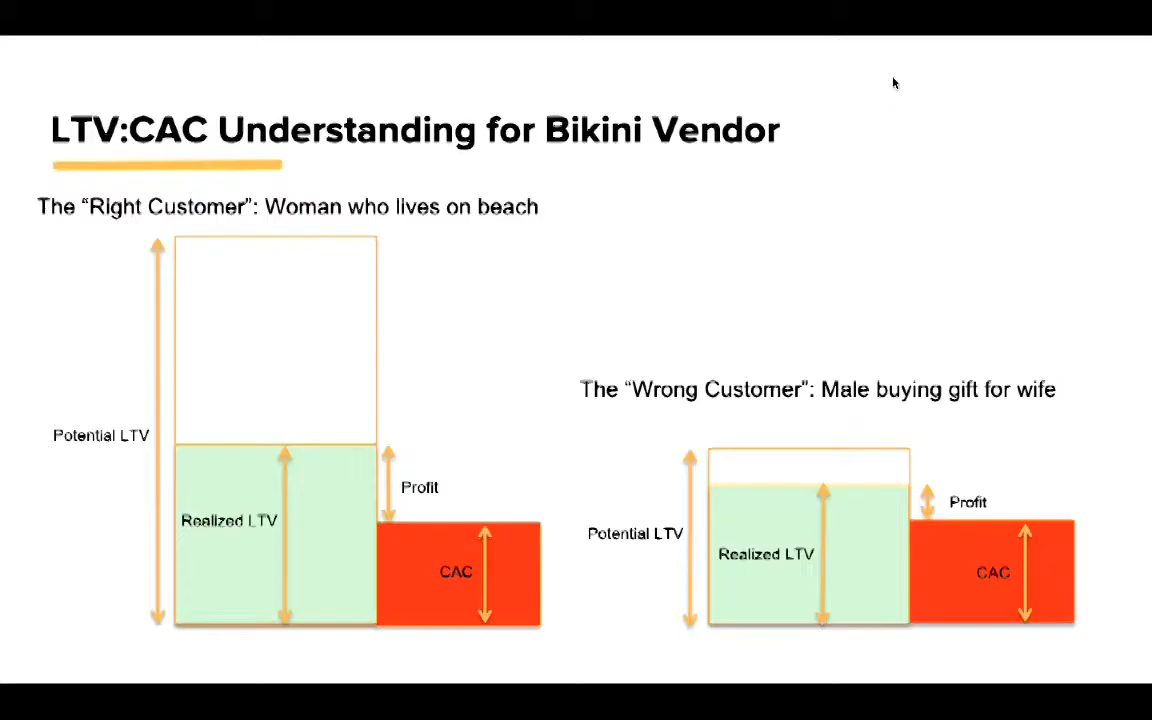 LTV:CAC Understanding for Bikini Vendor
The “Right Customer”: Woman who lives on beach
Potential LTV
Realized LTV
Profit
CAC
The “Wrong Customer”: Male buying gift for wife
Potential LTV
Realized LTV
Profit
CAC